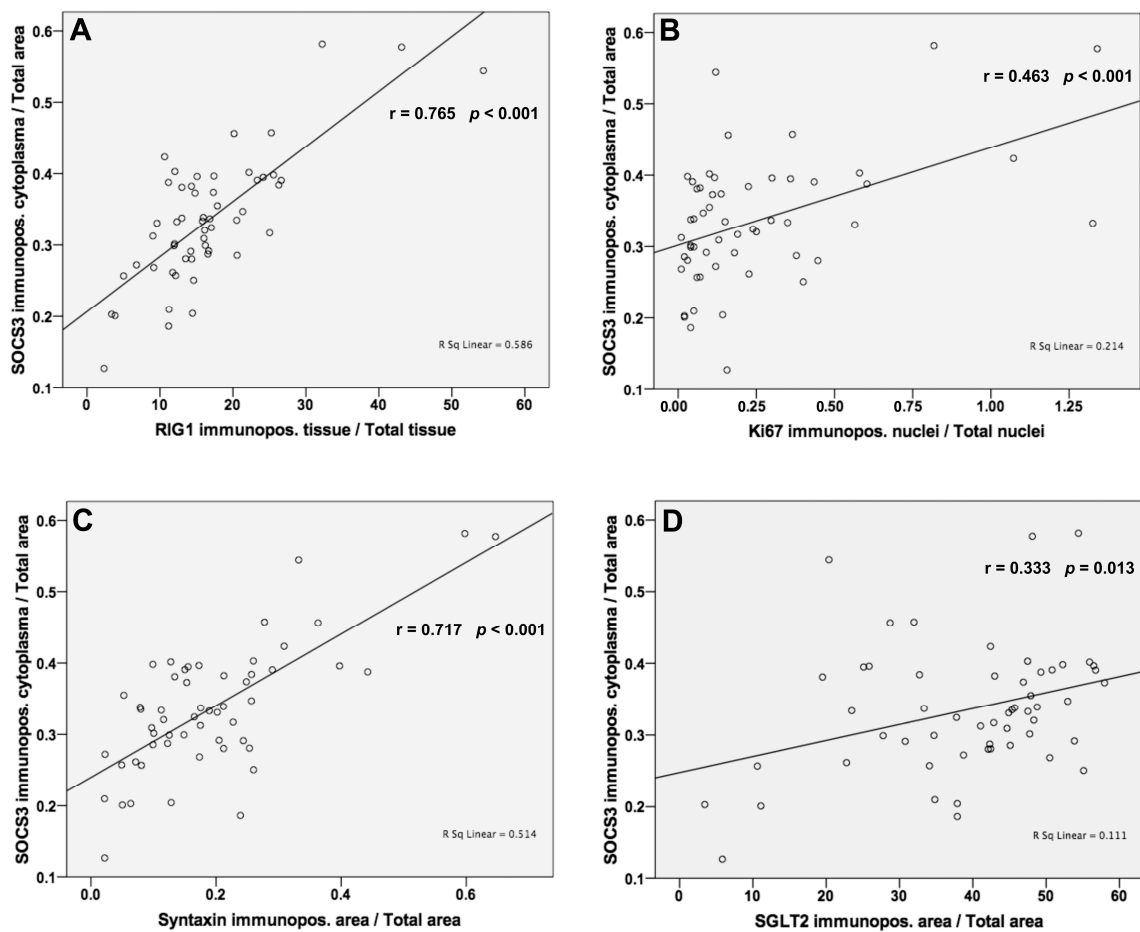 A
SOCS3 immunopos. cytoplasma / Total area
0.6
0.5
0.4
0.3
0.2
0.1
r = 0.765 p < 0.001
R Sq Linear = 0.586
0 10 20 30 40 50 60
RIG1 immunopos. tissue / Total tissue
B
SOCS3 immunopos. cytoplasma / Total area
0.6
0.5
0.4
0.3
0.2
0.1
r = 0.463 p < 0.001
R Sq Linear = 0.214
0.00 0.25 0.50 0.75 1.00 1.25
Ki67 immunopos. nuclei / Total nuclei
C
SOCS3 immunopos. cytoplasma / Total area
0.6
0.5
0.4
0.3
0.2
0.1
r = 0.717 p < 0.001
R Sq Linear = 0.514
0.0 0.2 0.4 0.6
Syntaxin immunopos. area / Total area
D
SOCS3 immunopos. cytoplasma / Total area
0.6
0.5
0.4
0.3
0.2
0.1
r = 0.333 p = 0.013
R Sq Linear = 0.111
0 10 20 30 40 50 60
SGLT2 immunopos. area / Total area